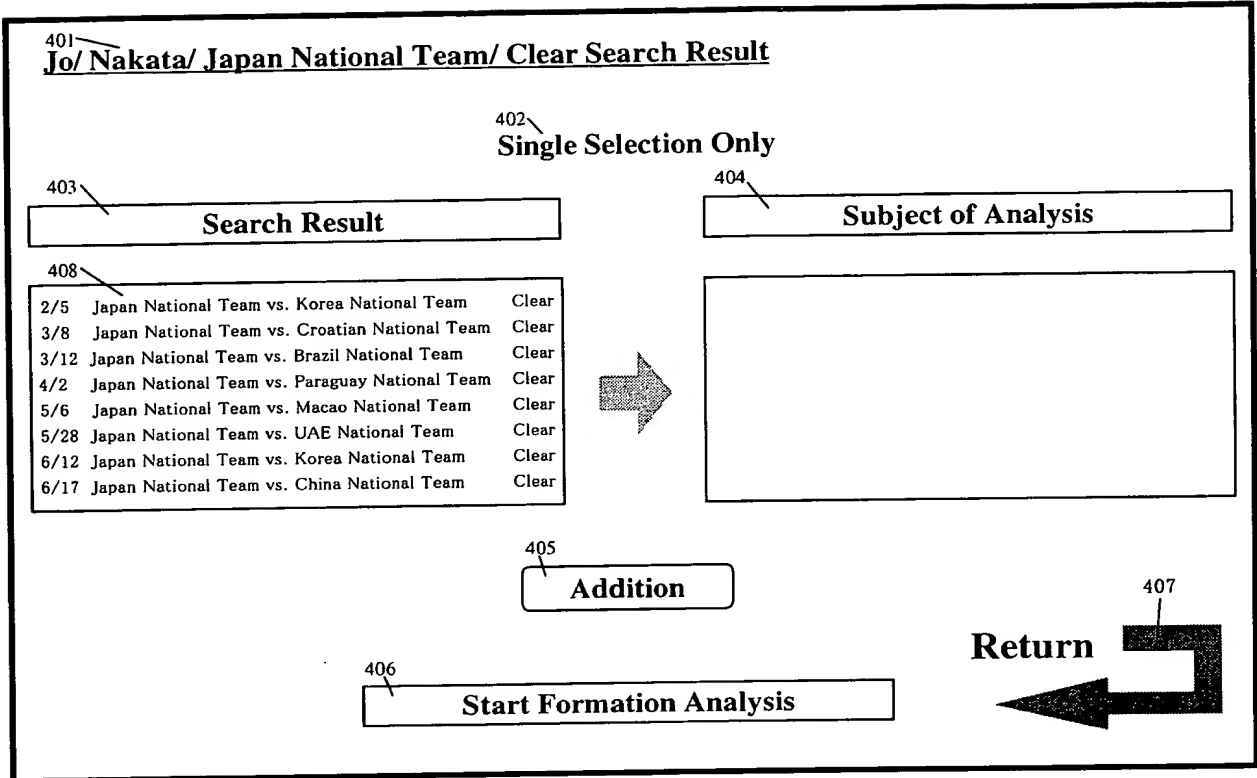 401
Jo/ Nakata/ Japan National Team/ Clear Search Result
402
Single Selection Only
403
Search Result
404
Subject of Analysis
408
2/5 Japan National Team vs. Korea National Team Clear
3/8 Japan National Team vs. Croatian National Team Clear
3/12 Japan National Team vs. Brazil National Team Clear
4/2 Japan National Team vs. Paraguay National Team Clear
5/6 Japan National Team vs. Macao National Team Clear
5/28 Japan National Team vs. UAE National Team Clear
6/12 Japan National Team vs. Korea National Team Clear
6/17 Japan National Team vs. China National Team Clear
405
Addition
407
Return
406
Start Formation Analysis